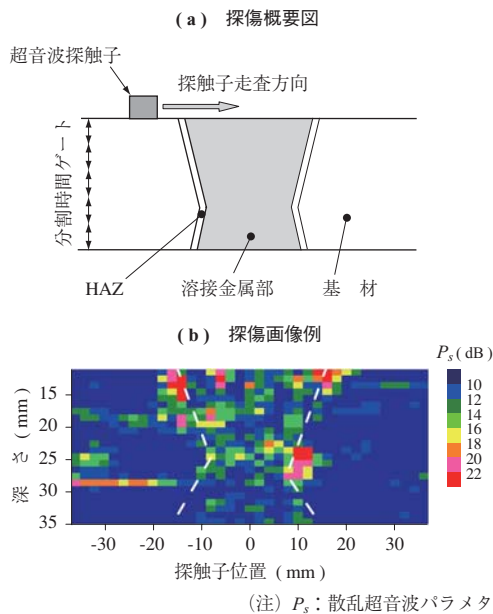 (a) 探傷概要図
超音波探触子
探触子走査方向
分割時間ゲート
HAZ
溶接金属部
基 材
(b) 探傷画像例
Ps(dB)
10
12
14
16
18
20
22
深 さ (mm)
15
20
25
30
35
-30
-20
-10
0
10
20
30
探触子位置 (mm)
(注) Ps:散乱超音波パラメタ